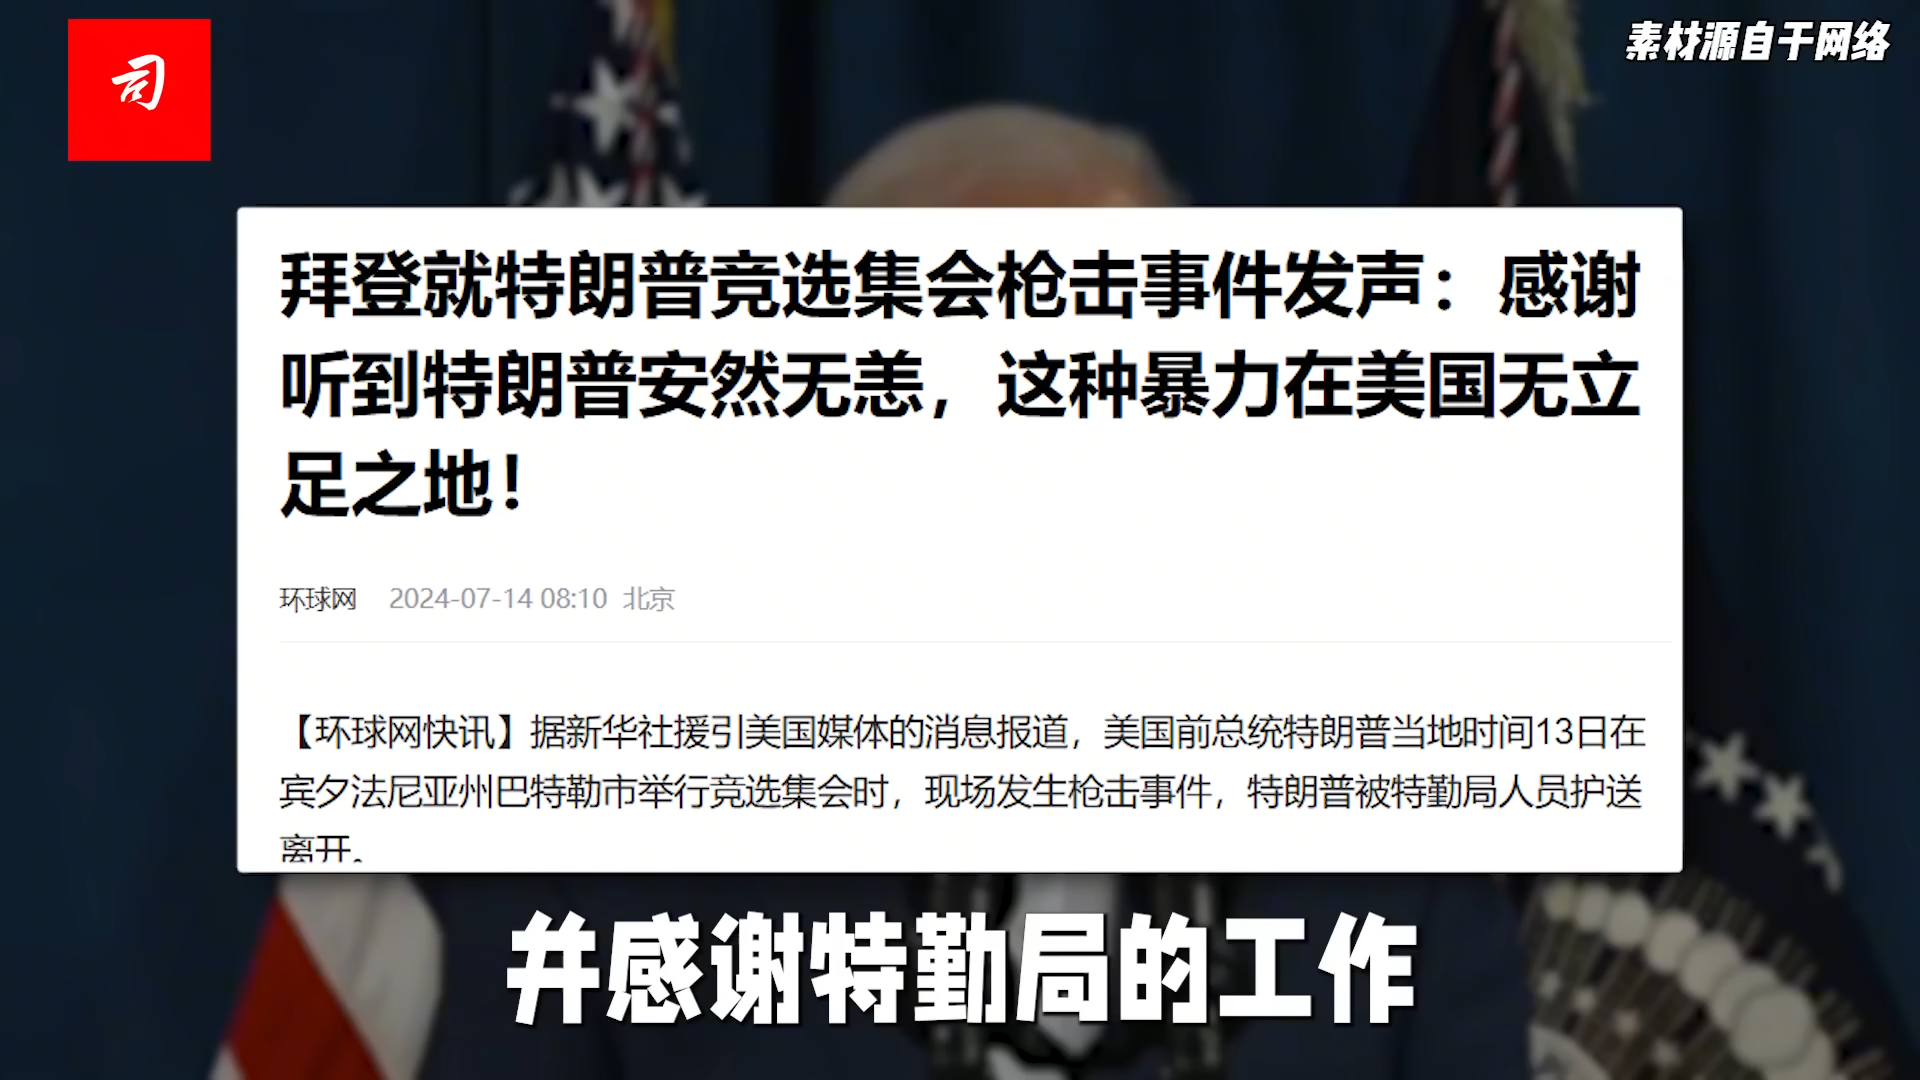 司
素材源自于网络
拜登就特朗普竞选集会枪击事件发声：感谢
听到特朗普安然无恙，这种暴力在美国无立
足之地！
环球网 2024-07-14 08:10 北京
【环球网快讯】据新华社援引美国媒体的消息报道，美国前总统特朗普当地时间13日在
宾夕法尼亚州巴特勒市举行竞选集会时，现场发生枪击事件，特朗普被特勤局人员护送
离开。
并感谢特勤局的工作